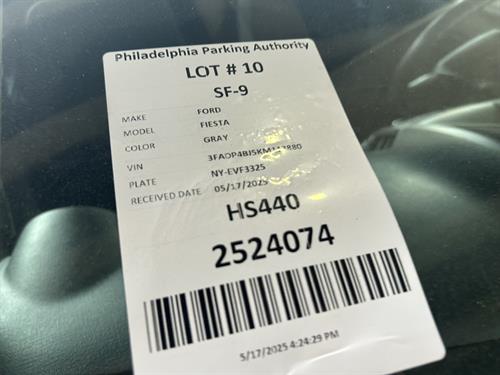 Philadelphia Parking Authority
LOT # 10
SF-9
MAKE FORD
MODEL FIESTA
COLOR GRAY
VIN
PLATE NY-EVF3325
RECEIVED DATE 05/17/2025
HS440
2524074
5/17/2025 4:24:29 PM